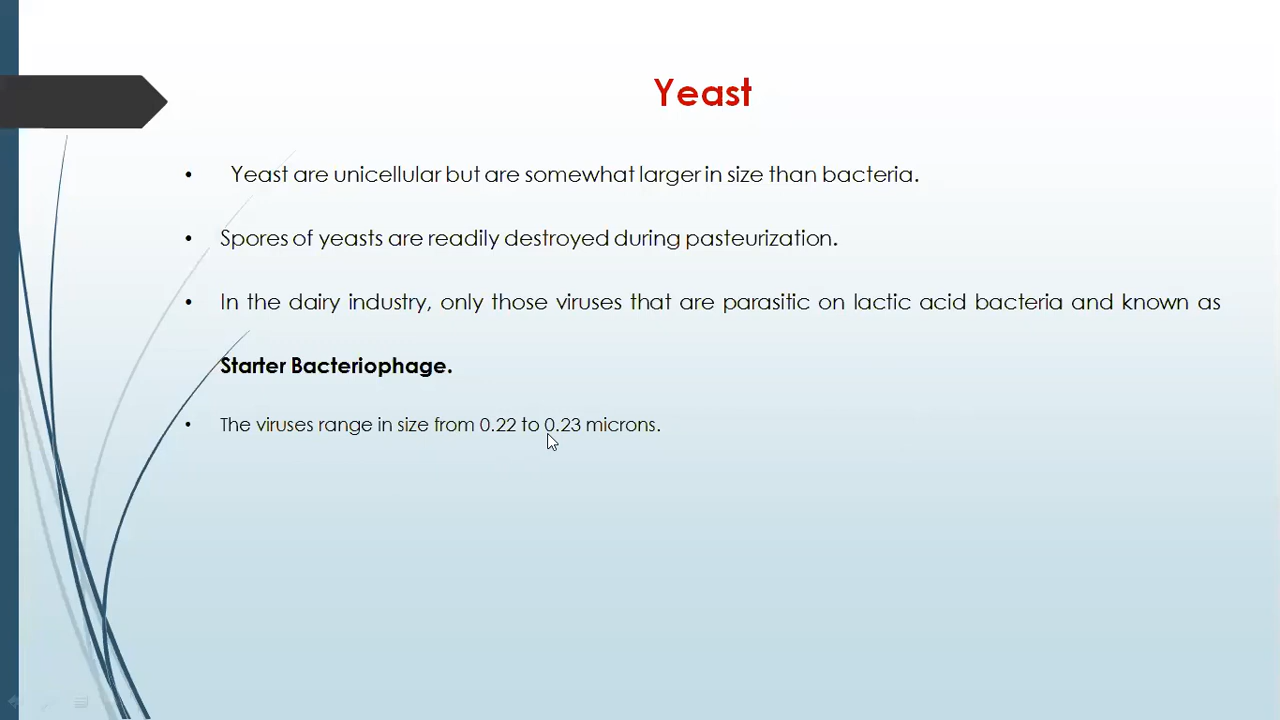 Yeast
• Yeast are unicellular but are somewhat larger in size than bacteria.
• Spores of yeasts are readily destroyed during pasteurization.
• In the dairy industry, only those viruses that are parasitic on lactic acid bacteria and known as
Starter Bacteriophage.
• The viruses range in size from 0.22 to 0.23 microns.